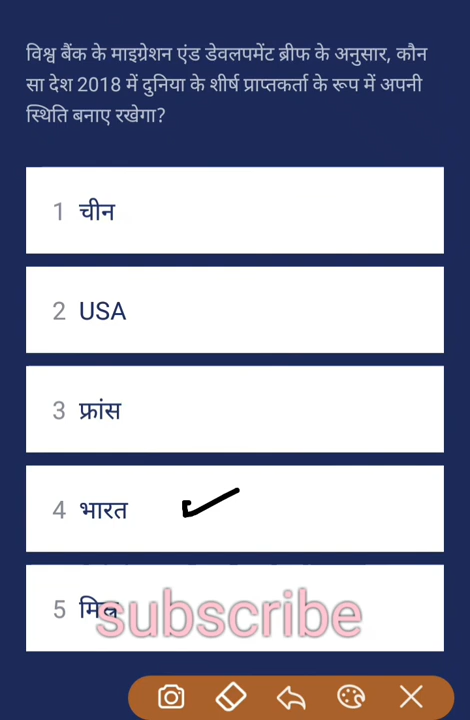 विश्व बैंक के माइग्रेशन एंड डेवलपमेंट ब्रीफ के अनुसार, कौन
सा देश 2018 में दुनिया के शीर्ष प्राप्तकर्ता के रूप में अपनी
स्थिति बनाए रखेगा?
1 चीन
2 USA
3 फ्रांस
4 भारत
5 मिस्र
subscribe